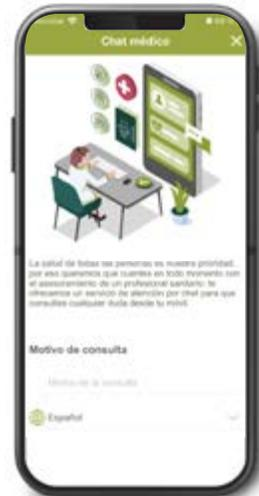 Chat médico
La salud de todas las personas es nuestra prioridad,
por eso queremos que cuentes en todo momento con
el asesoramiento de un profesional sanitario: te
ofrecemos un servicio de atención por chat para que
consultes cualquier duda desde tu móvil.
Motivo de consulta
Motivo de la consulta
Español